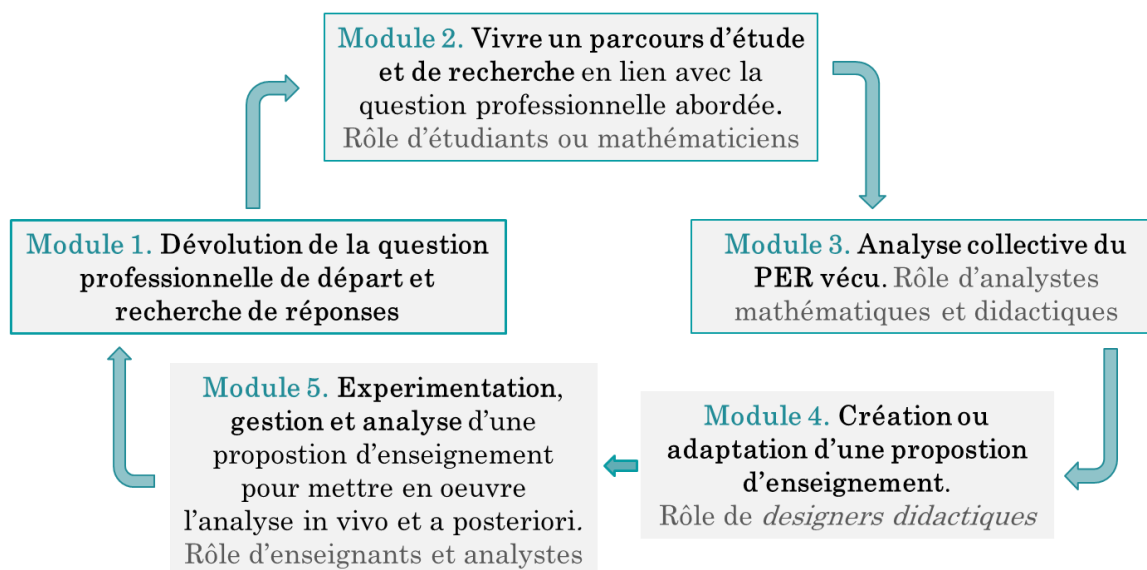 Module 2. Vivre un parcours d’étude
et de recherche en lien avec la
question professionnelle abordée.
Rôle d’étudiants ou mathématiciens
Module 1. Dévolution de la question
professionnelle de départ et
recherche de réponses
Module 3. Analyse collective du
PER vécu. Rôle d’analystes
mathématiques et didactiques
Module 5. Experimentation,
gestion et analyse d’une
propostion d’enseignement
pour mettre en oeuvre
l’analyse in vivo et a posteriori.
Rôle d’enseignants et analystes
Module 4. Création ou
adaptation d’une propostion
d’enseignement.
Rôle de designers didactiques